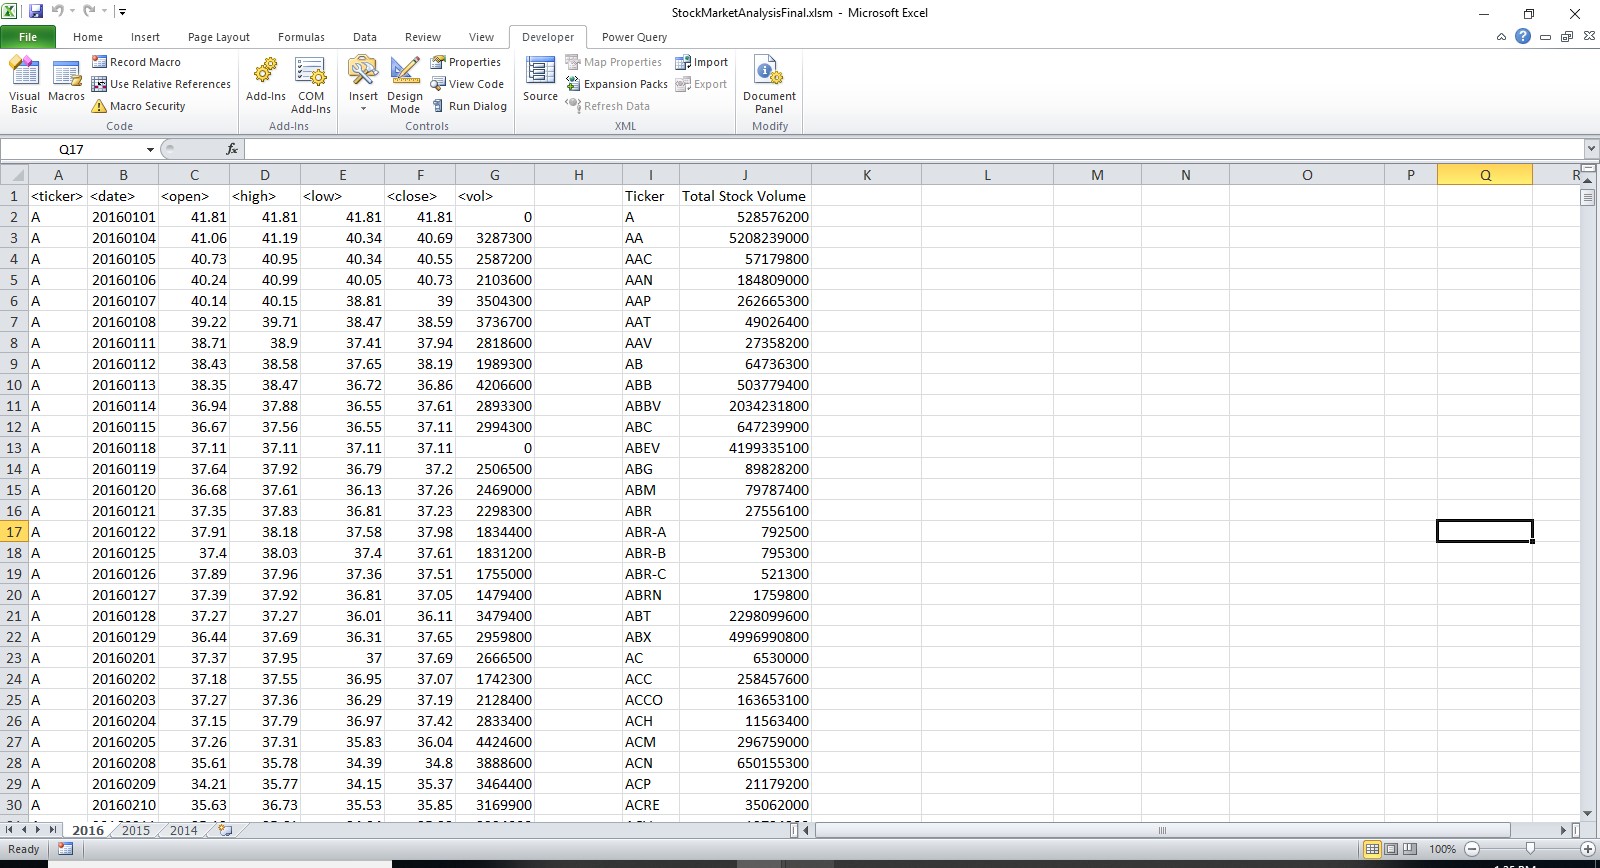 StockMarketAnalysisFinal.xlsm - Microsoft Excel
File Home Insert Page Layout Formulas Data Review View Developer Power Query
Visual Basic
Macros
Record Macro
Use Relative References
Macro Security
Code
Add-Ins
COM Add-Ins
Add-Ins
Insert
Design Mode
Properties
View Code
Run Dialog
Controls
Source
Map Properties
Expansion Packs
Refresh Data
Import
Export
XML
Document Panel
Modify
Q17 fx
A B C D E F G H I J K L M N O P Q R
1 <ticker> <date> <open> <high> <low> <close> <vol> Ticker Total Stock Volume
2 A 20160101 41.81 41.81 41.81 41.81 0 A 528576200
3 A 20160104 41.06 41.19 40.34 40.69 3287300 AA 5208239000
4 A 20160105 40.73 40.95 40.34 40.55 2587200 AAC 57179800
5 A 20160106 40.24 40.99 40.05 40.73 2103600 AAN 184809000
6 A 20160107 40.14 40.15 38.81 39 3504300 AAP 262665300
7 A 20160108 39.22 39.71 38.47 38.59 3736700 AAT 49026400
8 A 20160111 38.71 38.9 37.41 37.94 2818600 AAV 27358200
9 A 20160112 38.43 38.58 37.65 38.19 1989300 AB 64736300
10 A 20160113 38.35 38.47 36.72 36.86 4206600 ABB 503779400
11 A 20160114 36.94 37.88 36.55 37.61 2893300 ABBV 2034231800
12 A 20160115 36.67 37.56 36.55 37.11 2994300 ABC 647239900
13 A 20160118 37.11 37.11 37.11 37.11 0 ABEV 4199335100
14 A 20160119 37.64 37.92 36.79 37.2 2506500 ABG 89828200
15 A 20160120 36.68 37.61 36.13 37.26 2469000 ABM 79787400
16 A 20160121 37.35 37.83 36.81 37.23 2298300 ABR 27556100
17 A 20160122 37.91 38.18 37.58 37.98 1834400 ABR-A 792500
18 A 20160125 37.4 38.03 37.4 37.61 1831200 ABR-B 795300
19 A 20160126 37.89 37.96 37.36 37.51 1755000 ABR-C 521300
20 A 20160127 37.39 37.92 36.81 37.05 1479400 ABRN 1759800
21 A 20160128 37.27 37.27 36.01 36.11 3479400 ABT 2298099600
22 A 20160129 36.44 37.69 36.31 37.65 2959800 ABX 4996990800
23 A 20160201 37.37 37.95 37 37.69 2666500 AC 6530000
24 A 20160202 37.18 37.55 36.95 37.07 1742300 ACC 258457600
25 A 20160203 37.27 37.36 36.29 37.19 2128400 ACCO 163653100
26 A 20160204 37.15 37.79 36.97 37.42 2833400 ACH 11563400
27 A 20160205 37.26 37.31 35.83 36.04 4424600 ACM 296759000
28 A 20160208 35.61 35.78 34.39 34.8 3888600 ACN 650155300
29 A 20160209 34.21 35.77 34.15 35.37 3464400 ACP 21179200
30 A 20160210 35.63 36.73 35.53 35.85 3169900 ACRE 35062000
2016 2015 2014
Ready 100%